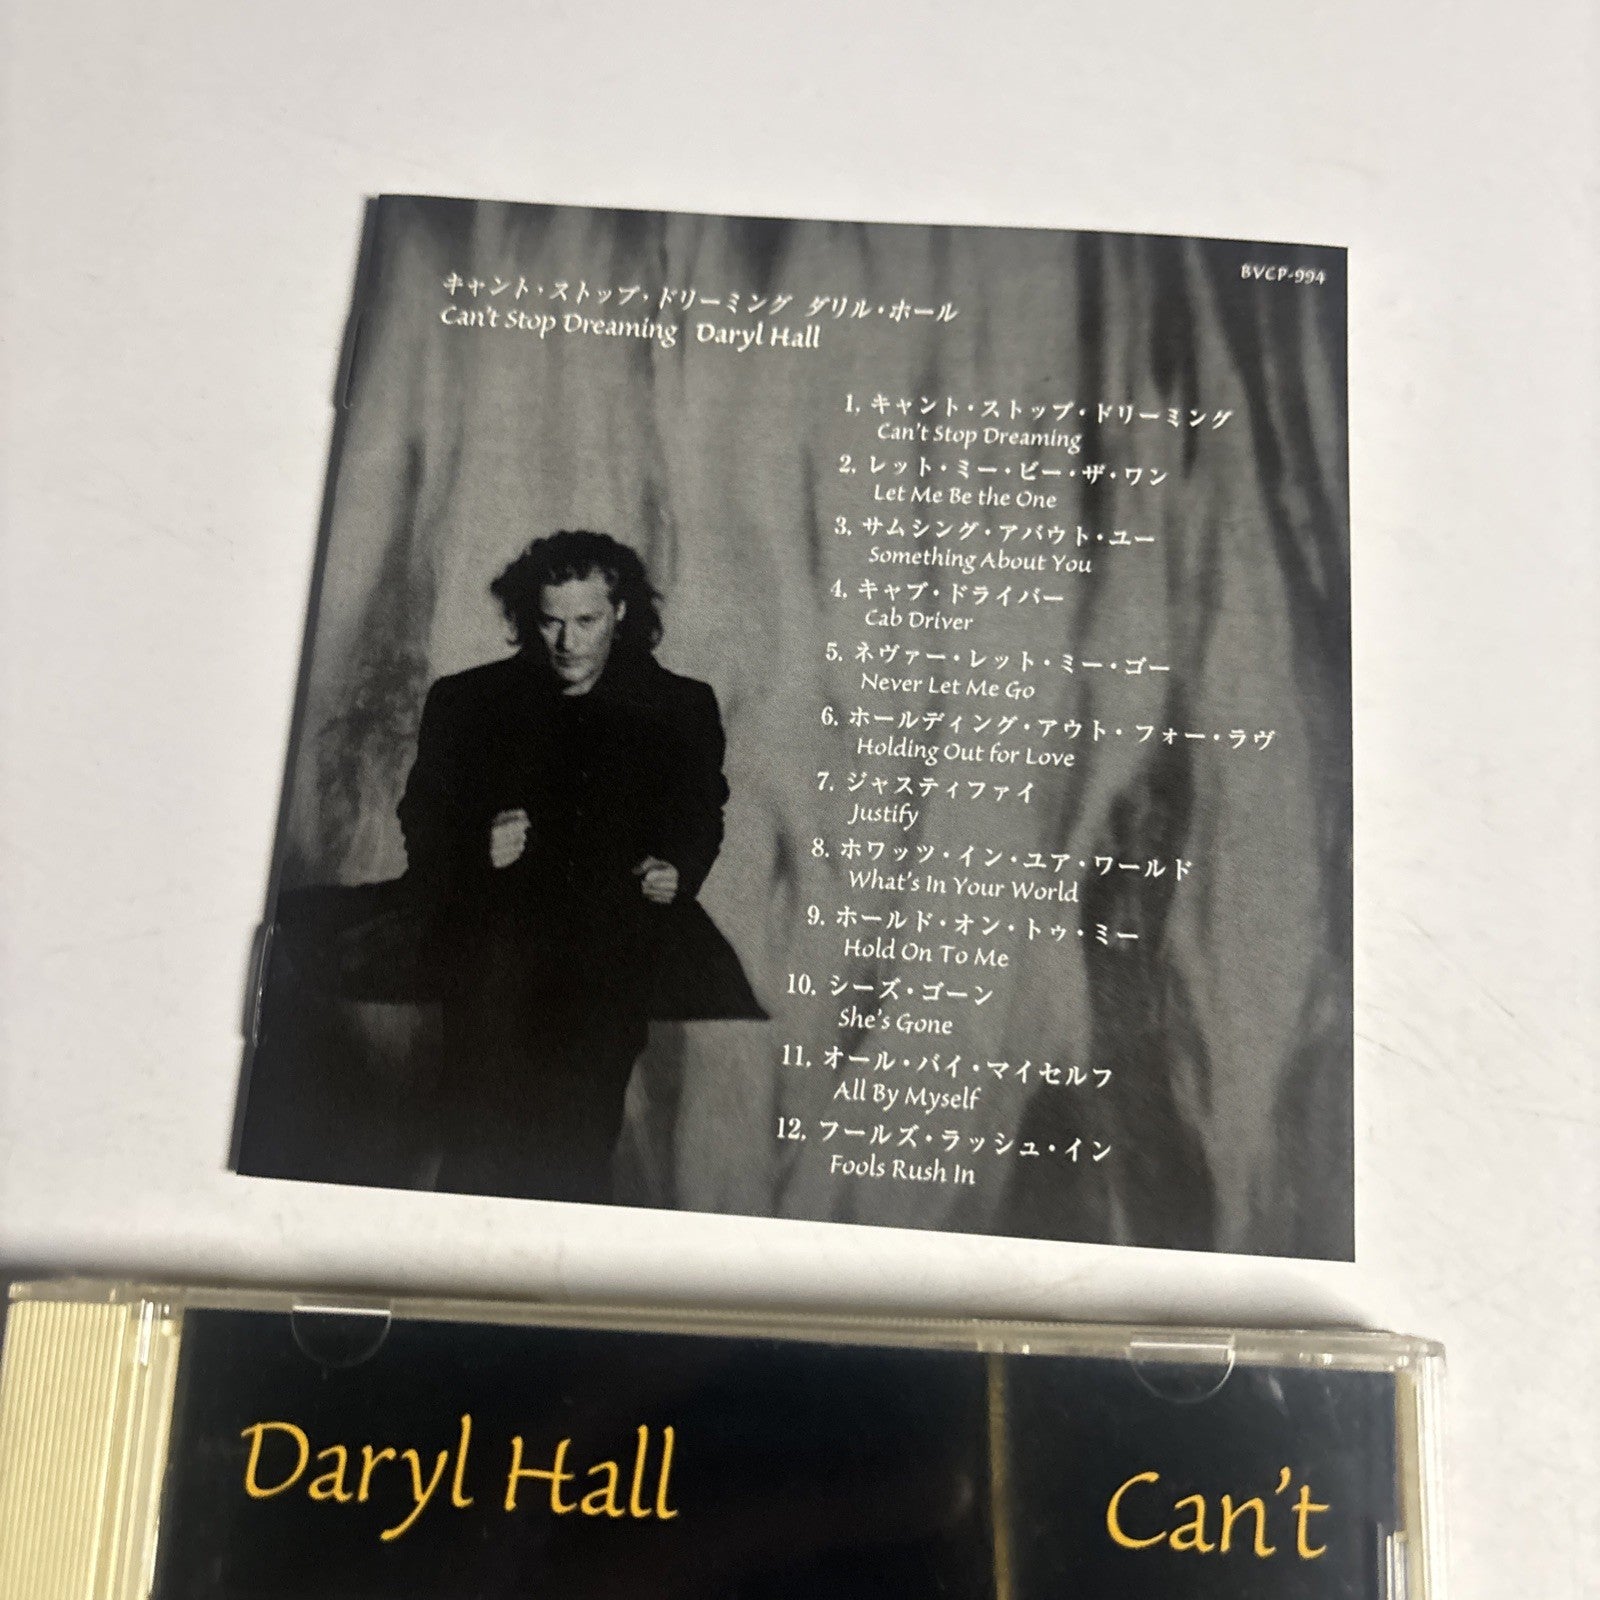 BVCP-994
キャント・ストップ・ドリーミング ダリル・ホール
Can't Stop Dreaming Daryl Hall
1. キャント・ストップ・ドリーミング
Can't Stop Dreaming
2. レット・ミー・ビー・ザ・ワン
Let Me Be the One
3. サムシング・アバウト・ユー
Something About You
4. キャブ・ドライバー
Cab Driver
5. ネヴァー・レット・ミー・ゴー
Never Let Me Go
6. ホールディング・アウト・フォー・ラヴ
Holding Out for Love
7. ジャスティファイ
Justify
8. ホワッツ・イン・ユア・ワールド
What's In Your World
9. ホールド・オン・トゥ・ミー
Hold On To Me
10. シーズ・ゴーン
She's Gone
11. オール・バイ・マイセルフ
All By Myself
12. フールズ・ラッシュ・イン
Fools Rush In
Daryl Hall Can't